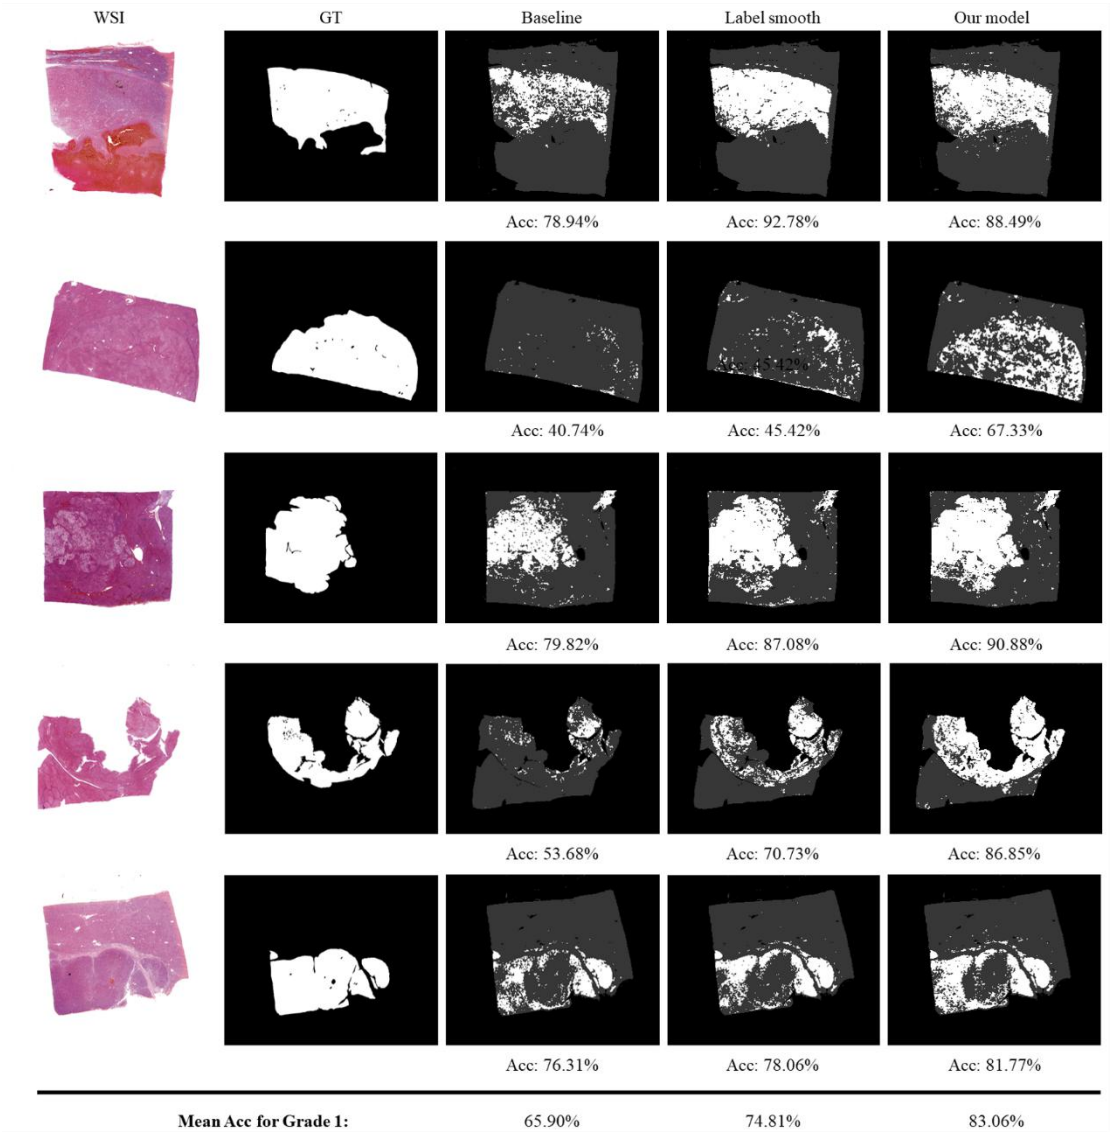 WSI GT Baseline Label smooth Our model
Acc: 78.94% Acc: 92.78% Acc: 88.49%
Acc: 45.42%
Acc: 40.74% Acc: 45.42% Acc: 67.33%
Acc: 79.82% Acc: 87.08% Acc: 90.88%
Acc: 53.68% Acc: 70.73% Acc: 86.85%
Acc: 76.31% Acc: 78.06% Acc: 81.77%
Mean Acc for Grade 1: 65.90% 74.81% 83.06%